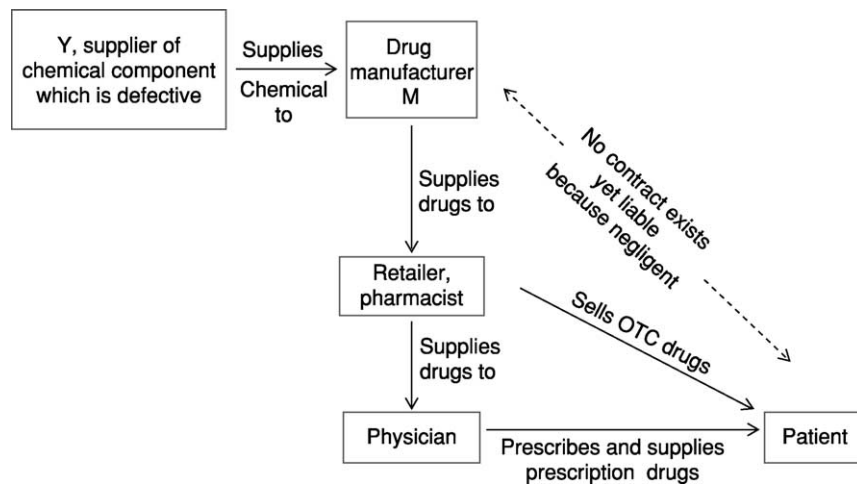 Y, supplier of
chemical component
which is defective
Supplies
Chemical
to
Drug
manufacturer
M
No contract exists
yet liable
because negligent
Supplies
drugs to
Retailer,
pharmacist
Sells OTC drugs
Supplies
drugs to
Physician
Prescribes and supplies
prescription drugs
Patient